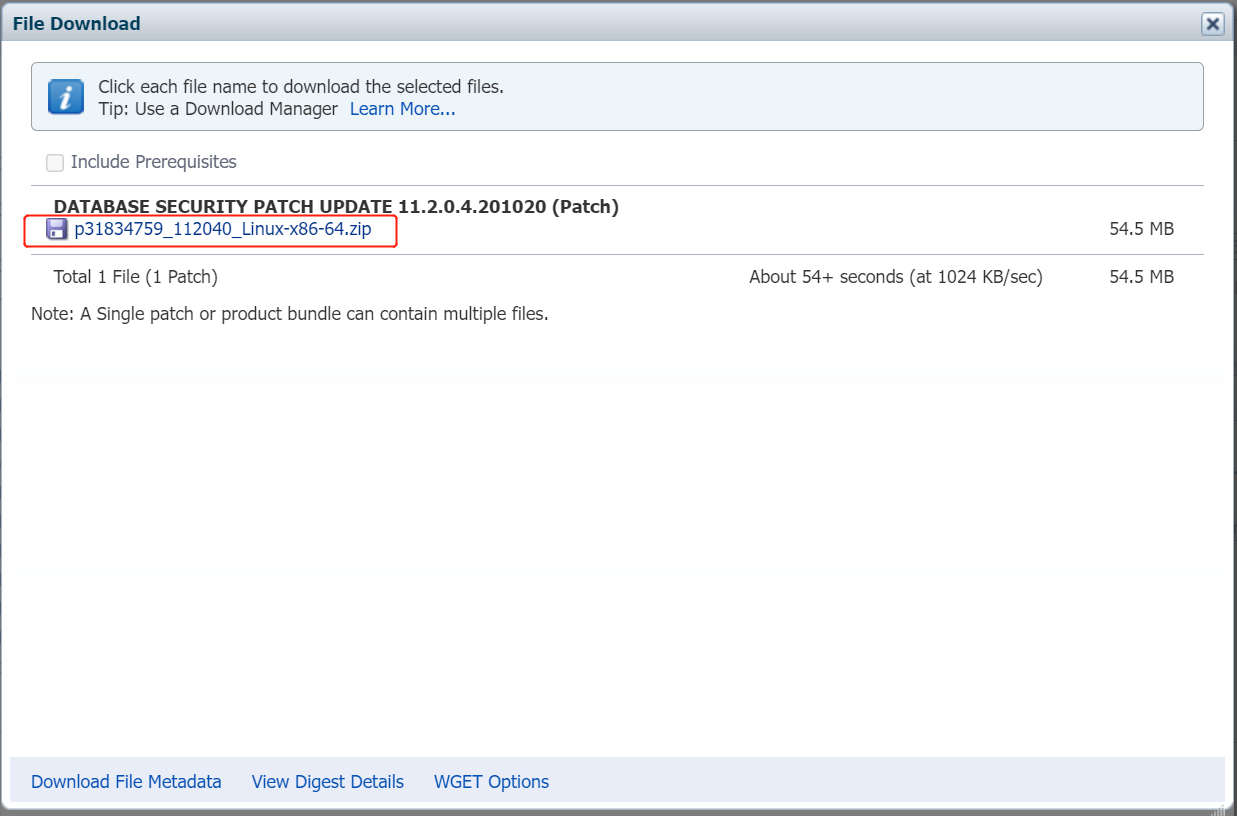 File Download
Click each file name to download the selected files.
Tip: Use a Download Manager Learn More...
Include Prerequisites
DATABASE SECURITY PATCH UPDATE 11.2.0.4.201020 (Patch)
p31834759_112040_Linux-x86-64.zip 54.5 MB
Total 1 File (1 Patch) About 54+ seconds (at 1024 KB/sec) 54.5 MB
Note: A Single patch or product bundle can contain multiple files.
Download File Metadata View Digest Details WGET Options